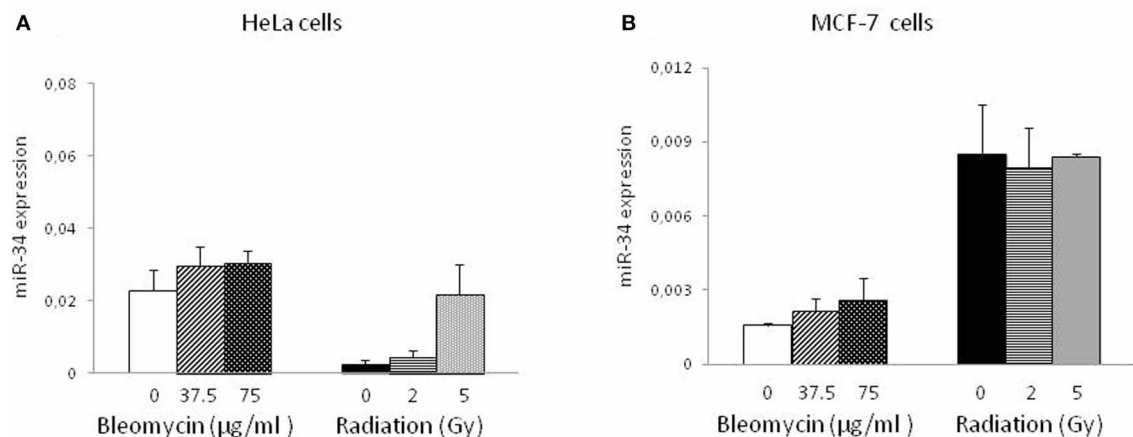 A
HeLa cells
miR-34 expression
0,08
0,06
0,04
0,02
0
0 37.5 75
0 2 5
Bleomycin (µg/ml )
Radiation (Gy)
B
MCF-7 cells
miR-34 expression
0,012
0,009
0,006
0,003
0
0 37.5 75
0 2 5
Bleomycin (µg/ml )
Radiation (Gy)